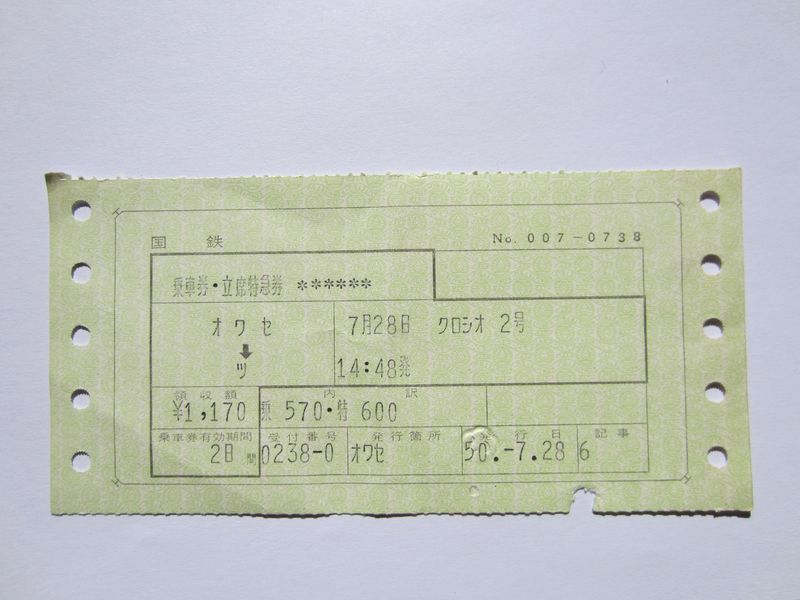 国鉄 No. 007-0738
乗車券・立席特急券 ******
オワセ 7月28日 クロシオ 2号
↓
ツ 14:48発
領収額 内訳
¥1,170 乗 570・特 600
乗車券有効期間 受付番号 発行箇所 発行日 記事
2日間 0238-0 オワセ 50.-7.28 6